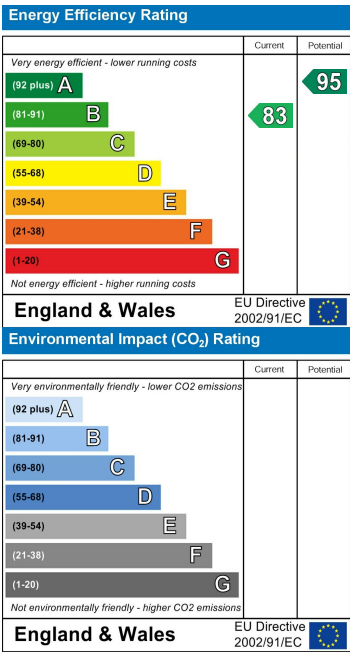 Energy Efficiency Rating
Current Potential
Very energy efficient - lower running costs
(92 plus) A
95
(81-91) B
83
(69-80) C
(55-68) D
(39-54) E
(21-38) F
(1-20) G
Not energy efficient - higher running costs
England & Wales
EU Directive
2002/91/EC
Environmental Impact (CO₂) Rating
Current Potential
Very environmentally friendly - lower CO2 emissions
(92 plus) A
(81-91) B
(69-80) C
(55-68) D
(39-54) E
(21-38) F
(1-20) G
Not environmentally friendly - higher CO2 emissions
England & Wales
EU Directive
2002/91/EC